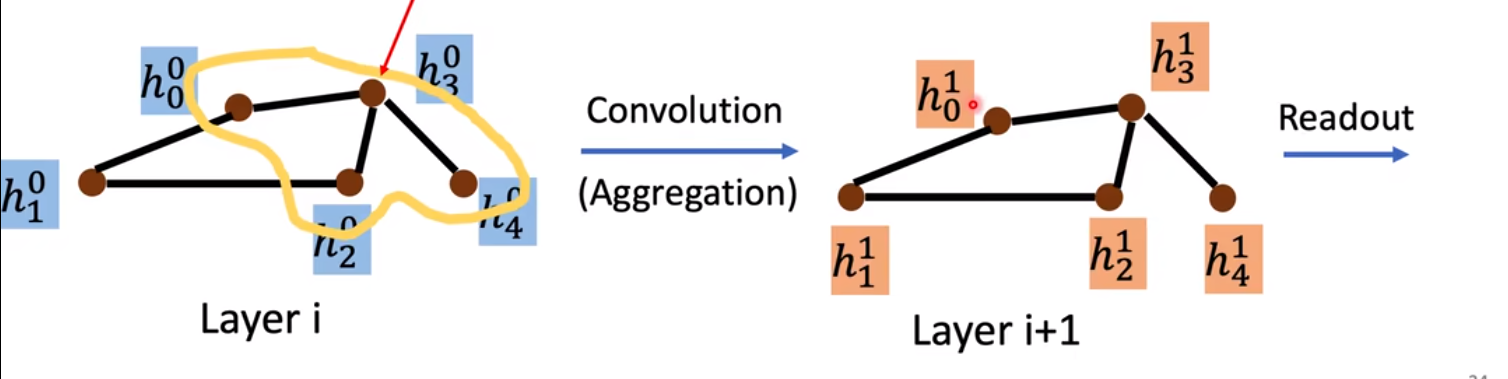 h_0^0
h_3^0
h_1^0
h_2^0
h_4^0
Layer i
Convolution
(Aggregation)
h_0^1
h_3^1
h_1^1
h_2^1
h_4^1
Layer i+1
Readout